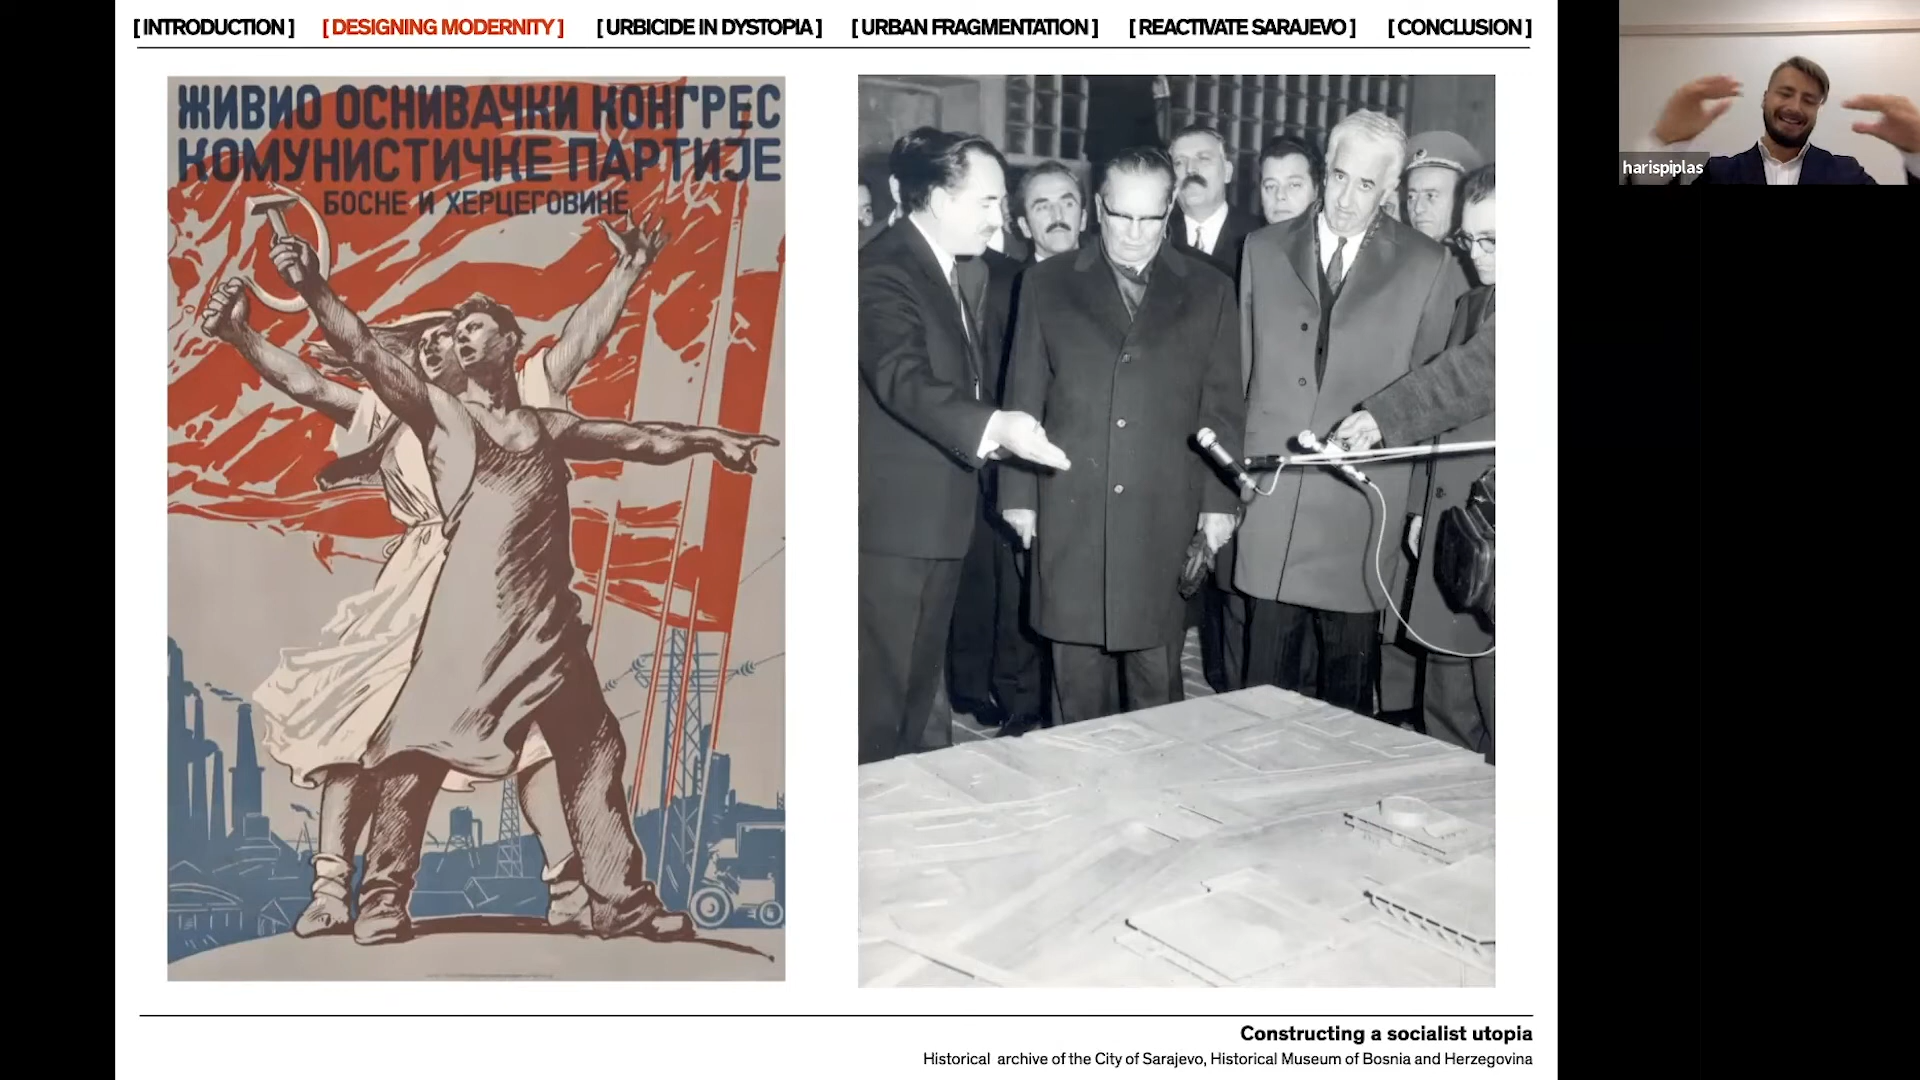 [ INTRODUCTION ] [ DESIGNING MODERNITY ] [ URBICIDE IN DYSTOPIA ] [ URBAN FRAGMENTATION ] [ REACTIVATE SARAJEVO ] [ CONCLUSION ]
ЖИВИО ОСНИВАЧКИ КОНГРЕС
КОМУНИСТИЧКЕ ПАРТИЈЕ
БОСНЕ И ХЕРЦЕГОВИНЕ
harispiplas
Constructing a socialist utopia
Historical archive of the City of Sarajevo, Historical Museum of Bosnia and Herzegovina